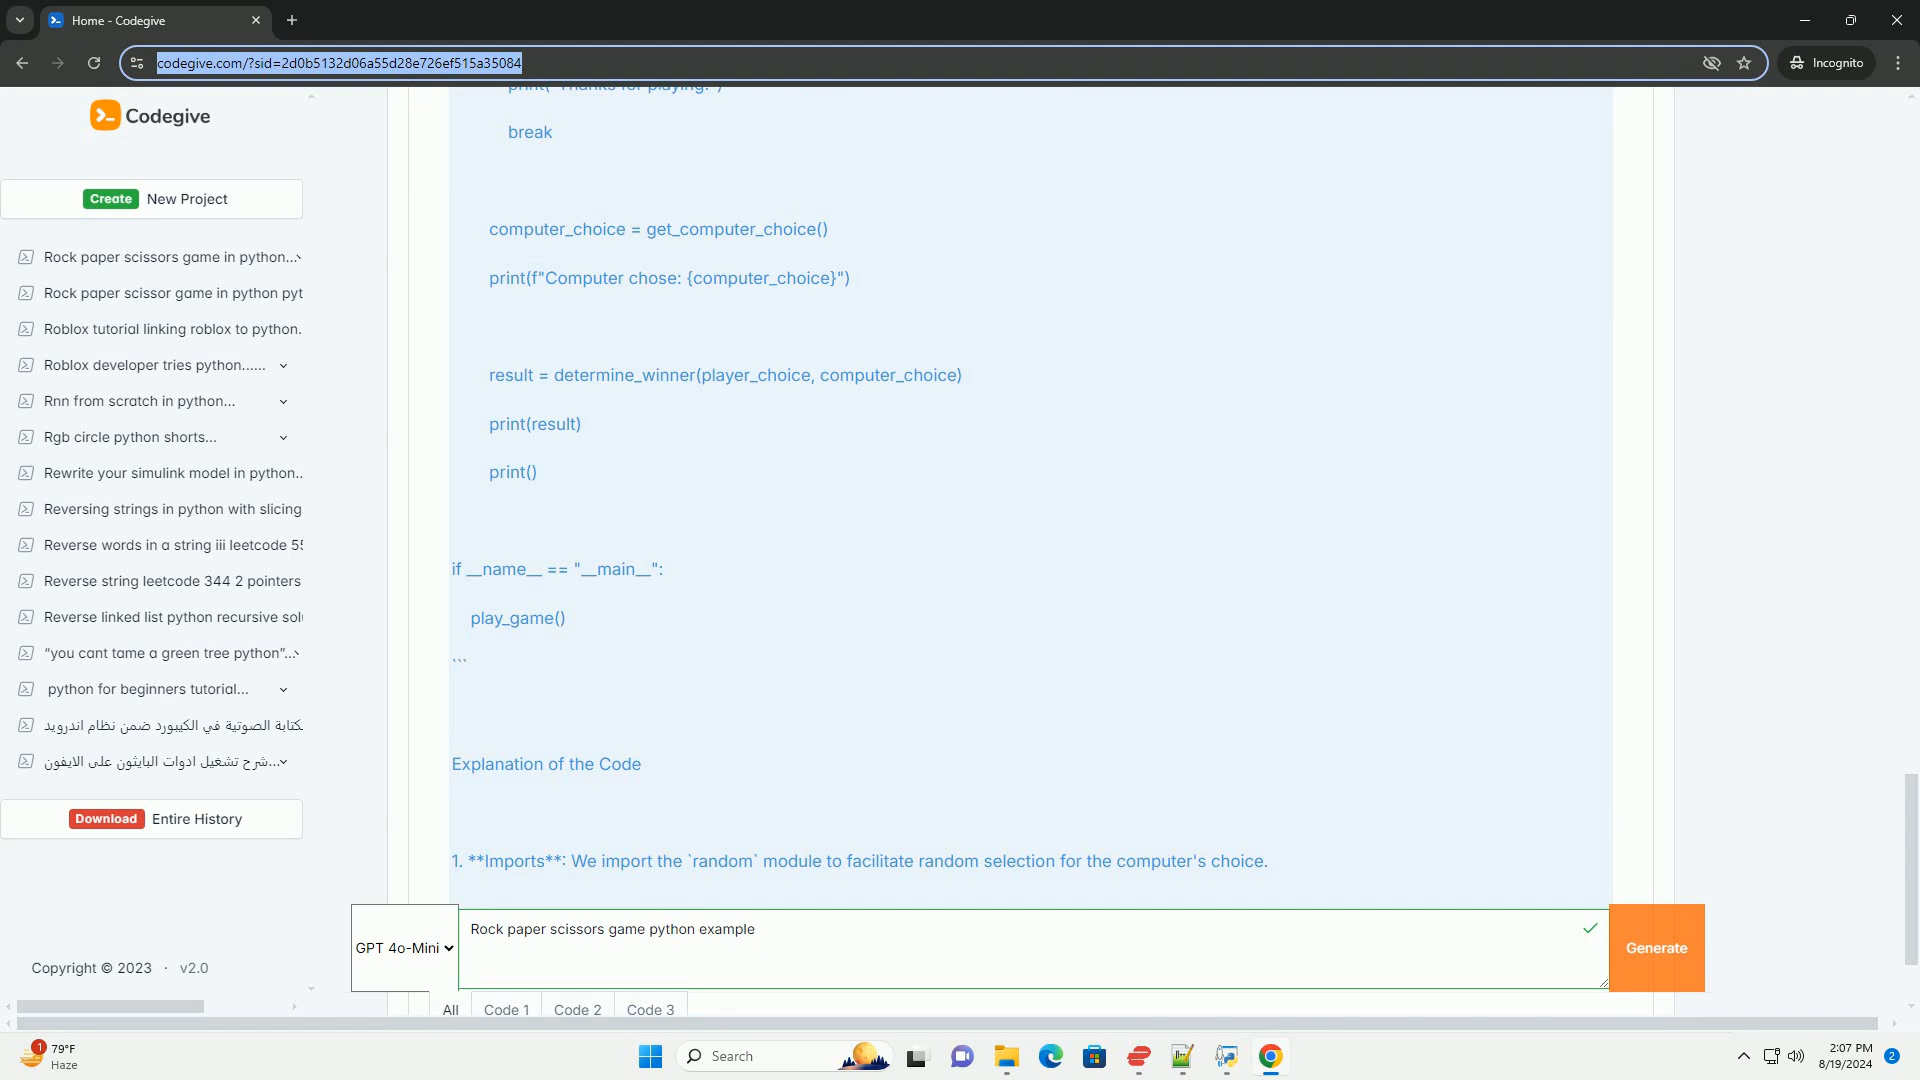 Home - Codegive
codegive.com/?sid=2d0b5132d06a55d28e726ef515a35084
Incognito
Codegive
Create New Project
Rock paper scissors game in python...
Rock paper scissor game in python pyt
Roblox tutorial linking roblox to python.
Roblox developer tries python......
Rnn from scratch in python...
Rgb circle python shorts...
Rewrite your simulink model in python..
Reversing strings in python with slicing
Reverse words in a string iii leetcode 55
Reverse string leetcode 344 2 pointers
Reverse linked list python recursive solu
“you cant tame a green tree python”...
python for beginners tutorial...
كتابة الصوتية في الكيبورد ضمن نظام اندرويد
شرح تشغيل ادوات البايثون على الايفون...
Download Entire History
Copyright © 2023 · v2.0
print("Thanks for playing!")
break
computer_choice = get_computer_choice()
print(f"Computer chose: {computer_choice}")
result = determine_winner(player_choice, computer_choice)
print(result)
print()
if __name__ == "__main__":
play_game()
```
Explanation of the Code
1. **Imports**: We import the `random` module to facilitate random selection for the computer's choice.
GPT 4o-Mini
Rock paper scissors game python example
Generate
All Code 1 Code 2 Code 3
1
79°F
Haze
Search
2:07 PM
8/19/2024
2